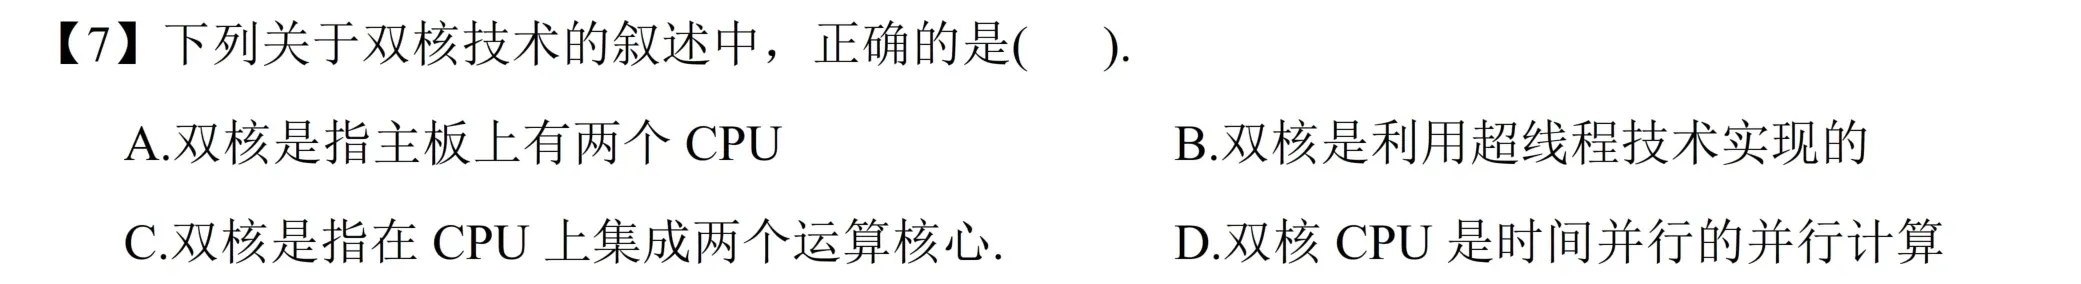 【7】下列关于双核技术的叙述中，正确的是(      ).
A.双核是指主板上有两个 CPU    B.双核是利用超线程技术实现的
C.双核是指在 CPU 上集成两个运算核心.    D.双核 CPU 是时间并行的并行计算